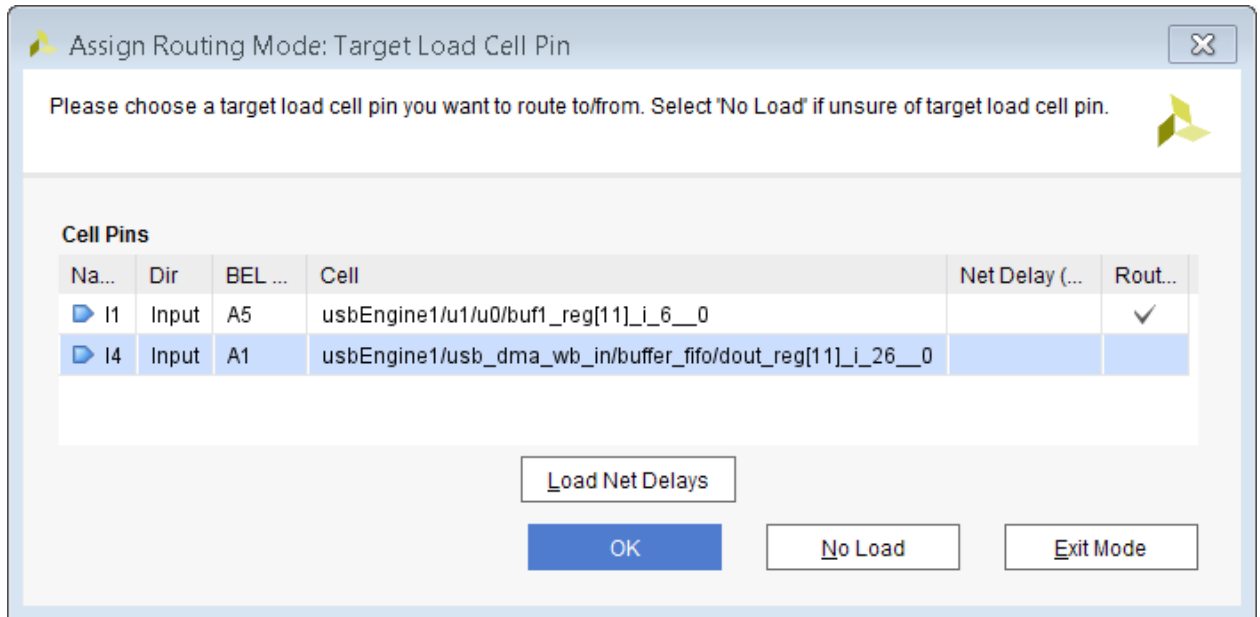 Assign Routing Mode: Target Load Cell Pin
Please choose a target load cell pin you want to route to/from. Select 'No Load' if unsure of target load cell pin.
Cell Pins
Na... Dir BEL ... Cell Net Delay (... Rout...
I1 Input A5 usbEngine1/u1/u0/buf1_reg[11]_i_6__0
I4 Input A1 usbEngine1/usb_dma_wb_in/buffer_fifo/dout_reg[11]_i_26__0
Load Net Delays
OK No Load Exit Mode